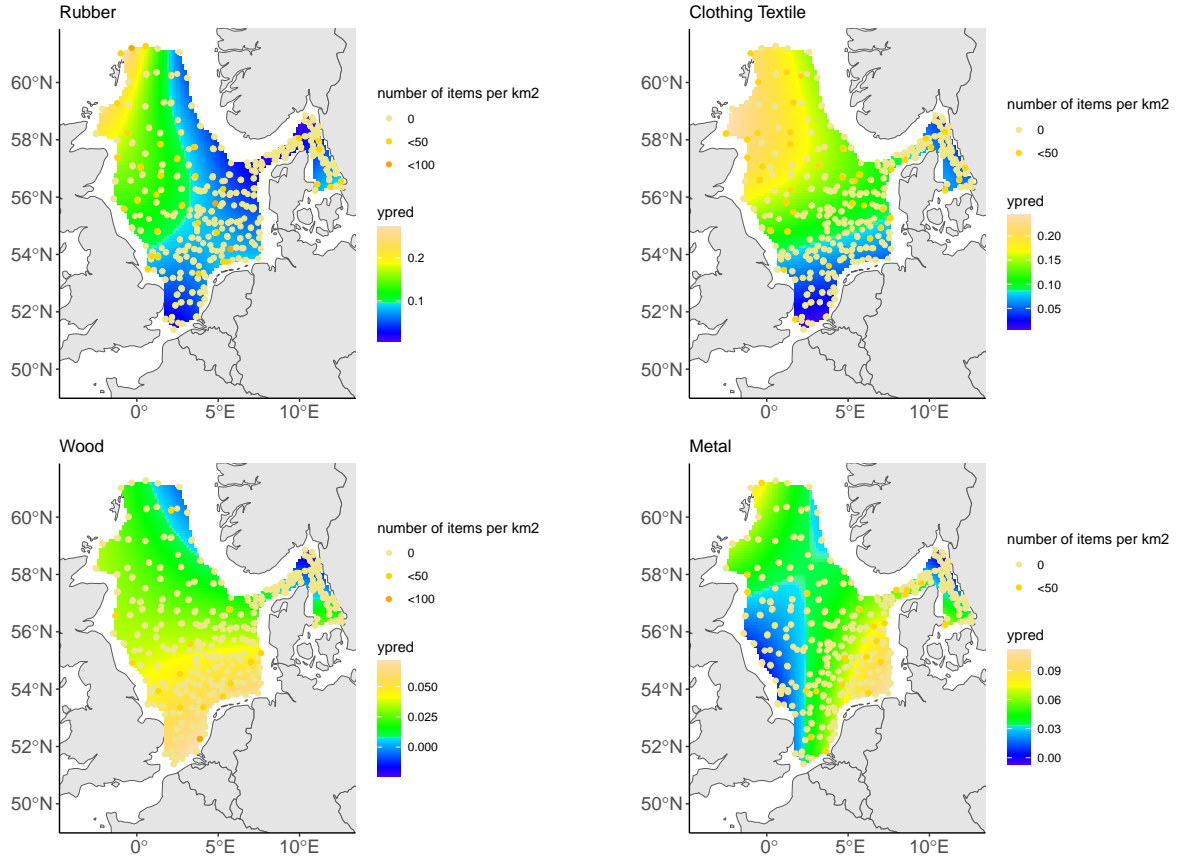 Rubber
60°N
58°N
56°N
54°N
52°N
50°N
0°
5°E
10°E
number of items per km2
0
<50
<100
ypred
0.2
0.1
Clothing Textile
60°N
58°N
56°N
54°N
52°N
50°N
0°
5°E
10°E
number of items per km2
0
<50
ypred
0.20
0.15
0.10
0.05
Wood
60°N
58°N
56°N
54°N
52°N
50°N
0°
5°E
10°E
number of items per km2
0
<50
<100
ypred
0.050
0.025
0.000
Metal
60°N
58°N
56°N
54°N
52°N
50°N
0°
5°E
10°E
number of items per km2
0
<50
ypred
0.09
0.06
0.03
0.00